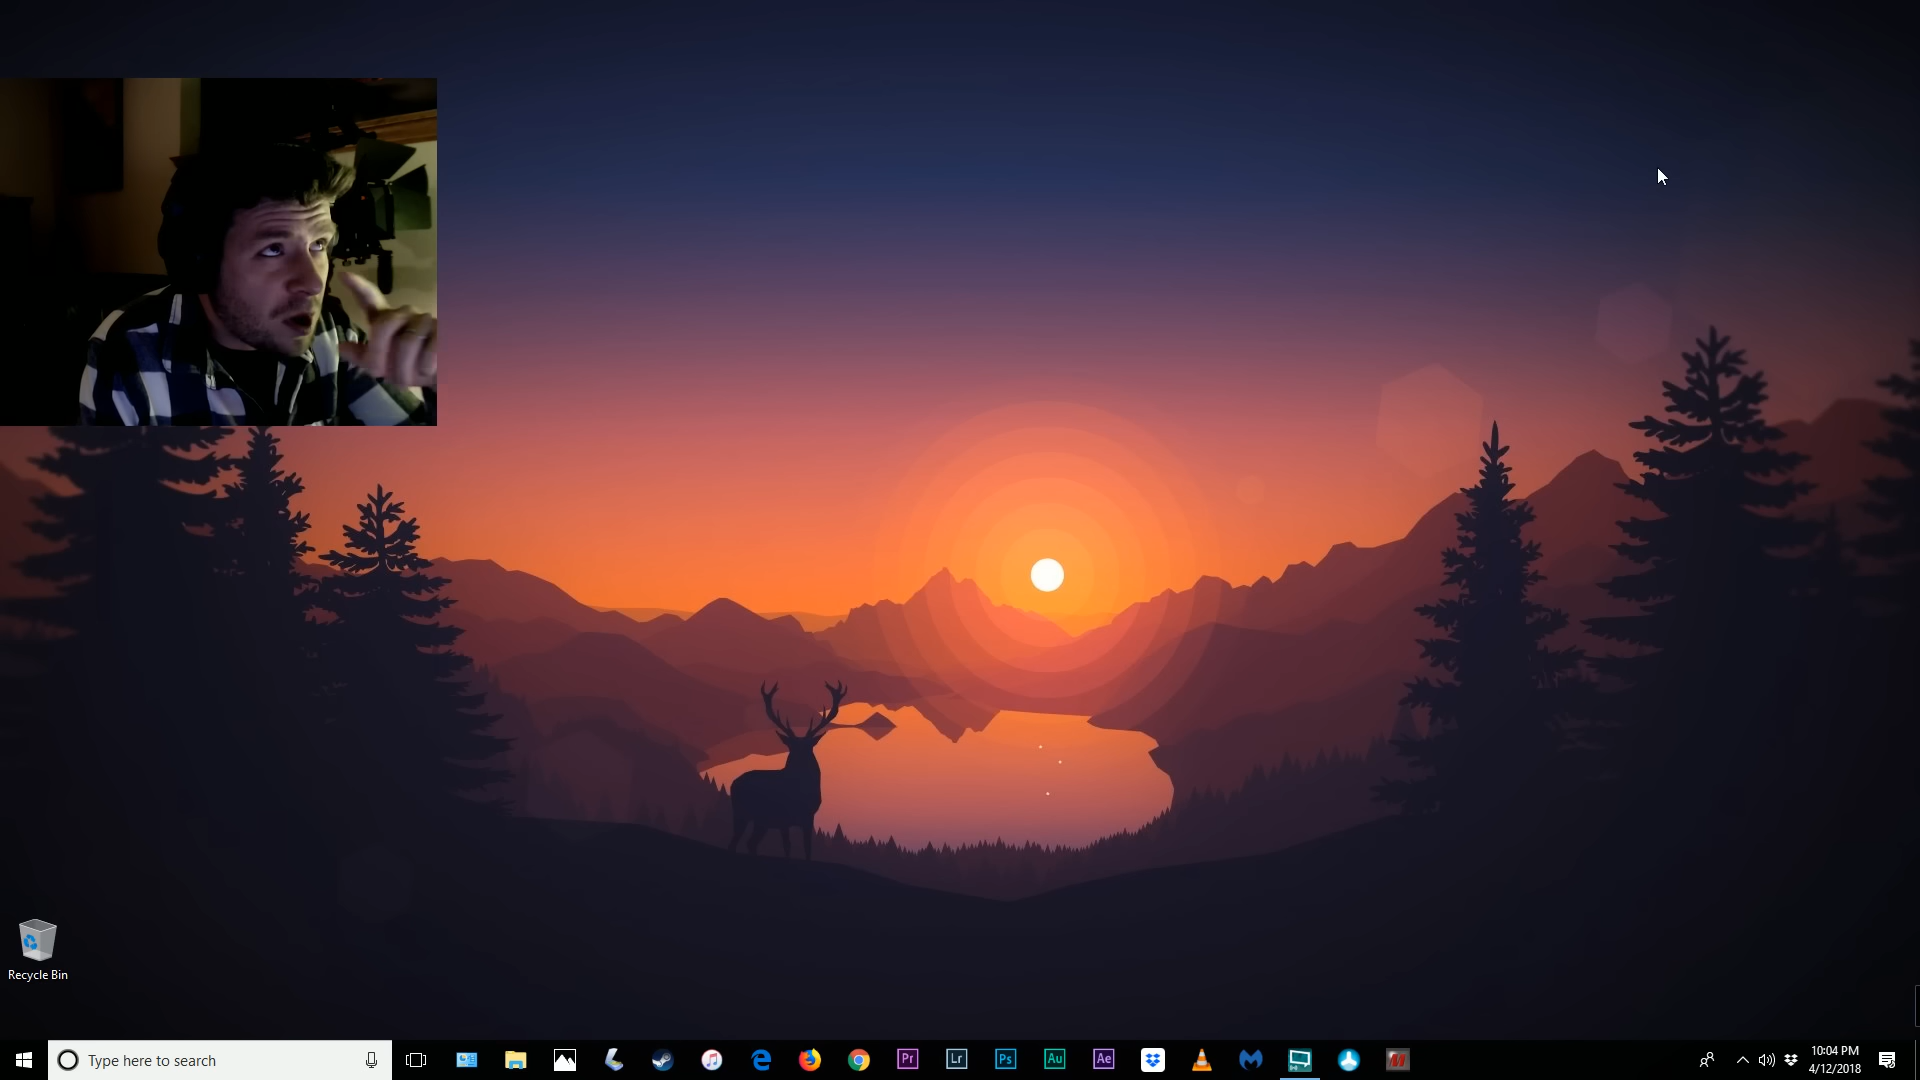 Recycle Bin
Type here to search
Pr
Lr
Ps
Au
Ae
10:04 PM
4/12/2018